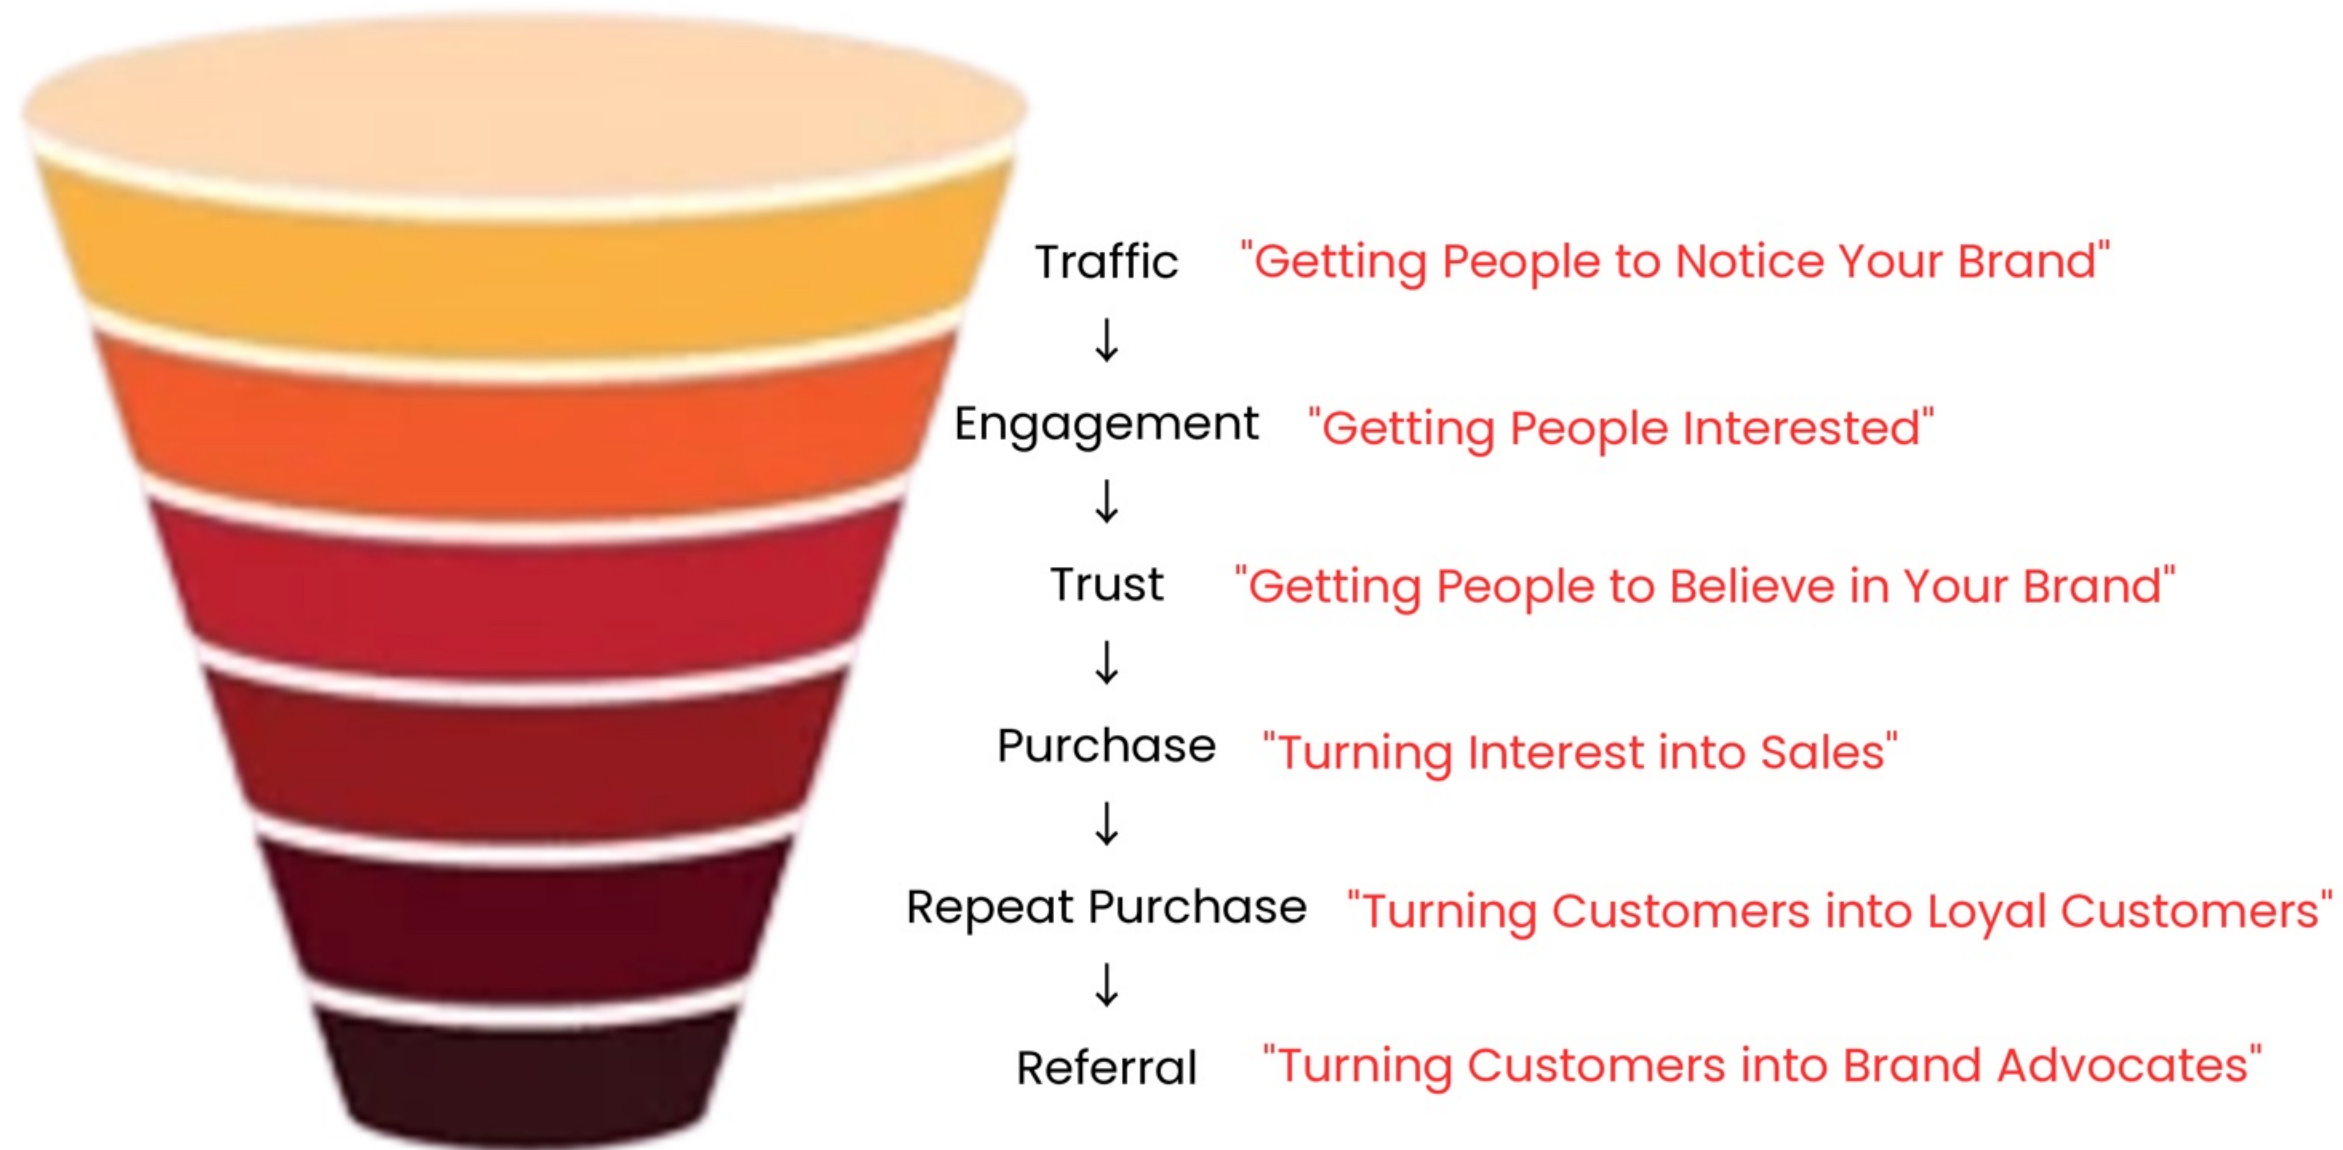 Traffic "Getting People to Notice Your Brand"
↓
Engagement "Getting People Interested"
↓
Trust "Getting People to Believe in Your Brand"
↓
Purchase "Turning Interest into Sales"
↓
Repeat Purchase "Turning Customers into Loyal Customers"
↓
Referral "Turning Customers into Brand Advocates"